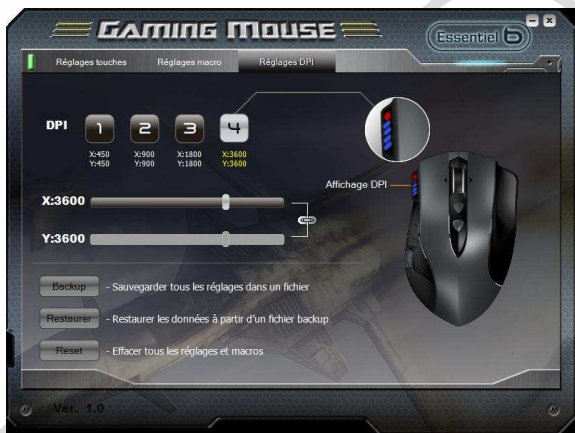 GAMING MOUSE
Essentiel b
Réglages touches Réglages macro Réglages DPI
DPI 1 2 3 4
X:450 X:900 X:1800 X:3600
Y:450 Y:900 Y:1800 Y:3600
Affichage DPI
X:3600
Y:3600
Backup - Sauvegarder tous les réglages dans un fichier
Restaurer - Restaurer les données à partir d'un fichier backup
Reset - Effacer tous les réglages et macros
Ver. 1.0